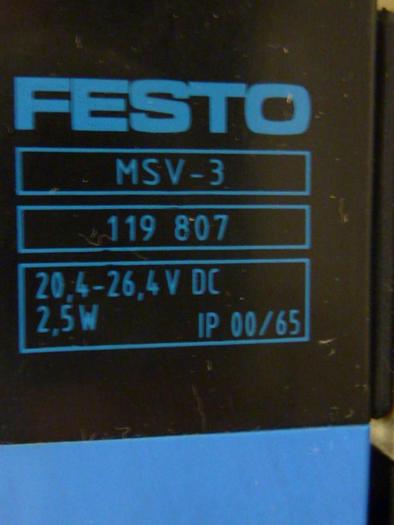 FESTO
MSV-3
119 807
20,4-26,4V DC
2,5W IP 00/65